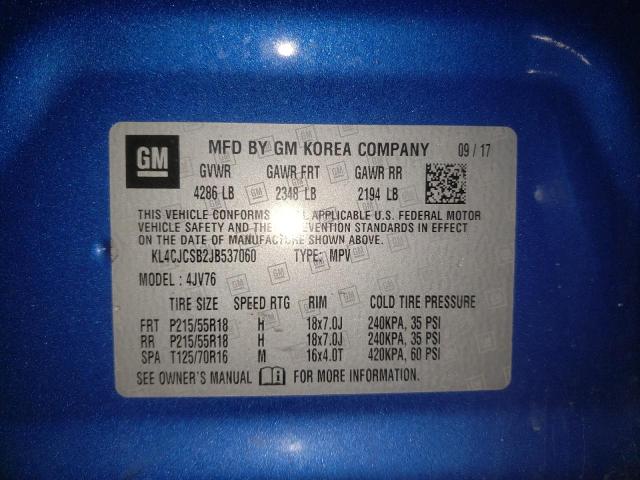 GM
MFD BY GM KOREA COMPANY 09 / 17
GVWR GAWR FRT GAWR RR
4286 LB 2348 LB 2194 LB
THIS VEHICLE CONFORMS ALL APPLICABLE U.S. FEDERAL MOTOR
VEHICLE SAFETY AND THEFT PREVENTION STANDARDS IN EFFECT ON
THE DATE OF MANUFACTURE SHOWN ABOVE.
KL4CJCSB2JB537060 TYPE: MPV
MODEL : 4JV76
TIRE SIZE SPEED RTG RIM COLD TIRE PRESSURE
FRT P215/55R18 H 18x7.0J 240KPA, 35 PSI
RR P215/55R18 H 18x7.0J 240KPA, 35 PSI
SPA T125/70R16 M 16x4.0T 420KPA, 60 PSI
SEE OWNER'S MANUAL FOR MORE INFORMATION.